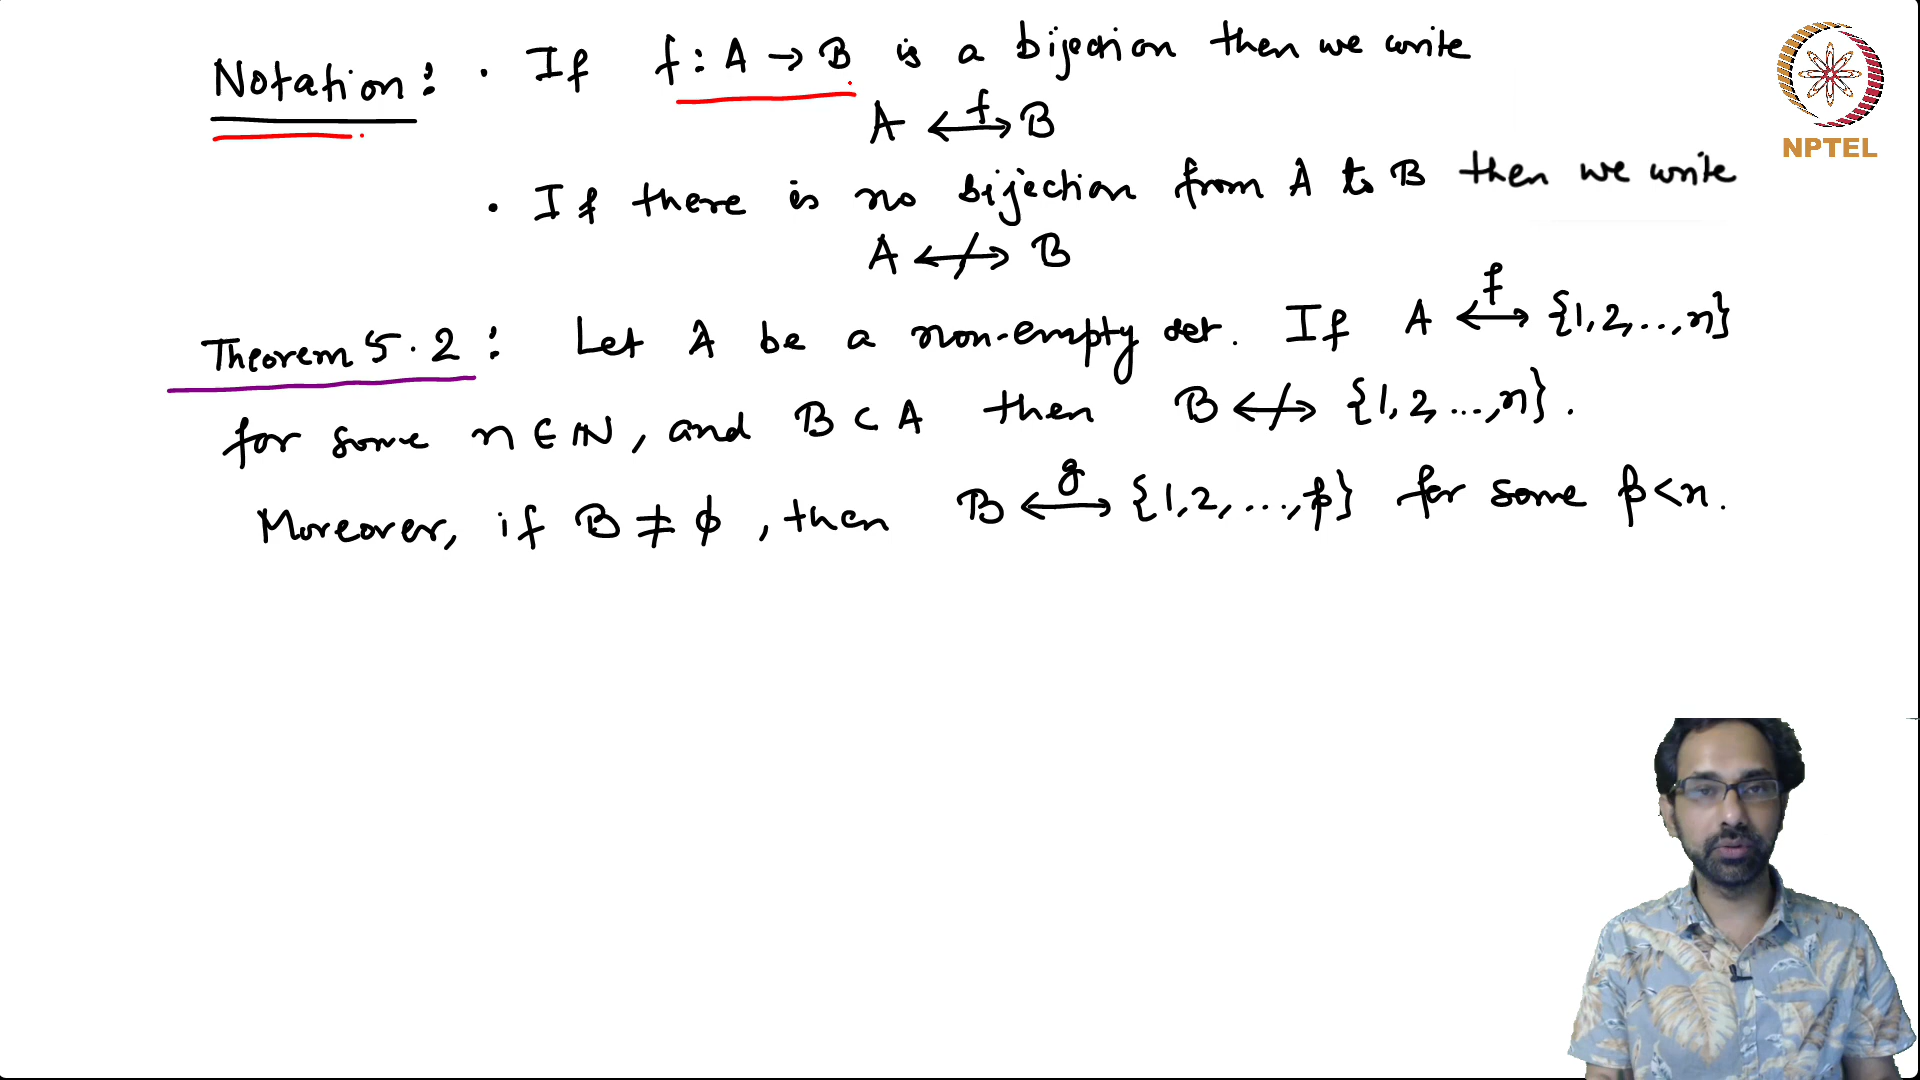 Notation: · If f : A → B is a bijection then we write
A ⟷ B
f
· If there is no bijection from A to B then we write
A ↮ B
Theorem 5.2: Let A be a non-empty set. If A ⟷ {1,2,...,n}
f
for some n ∈ ℕ, and B ⊂ A then B ↮ {1,2,...,n}.
Moreover, if B ≠ ϕ, then B ⟷ {1,2,...,p} for some p<n.
g
NPTEL